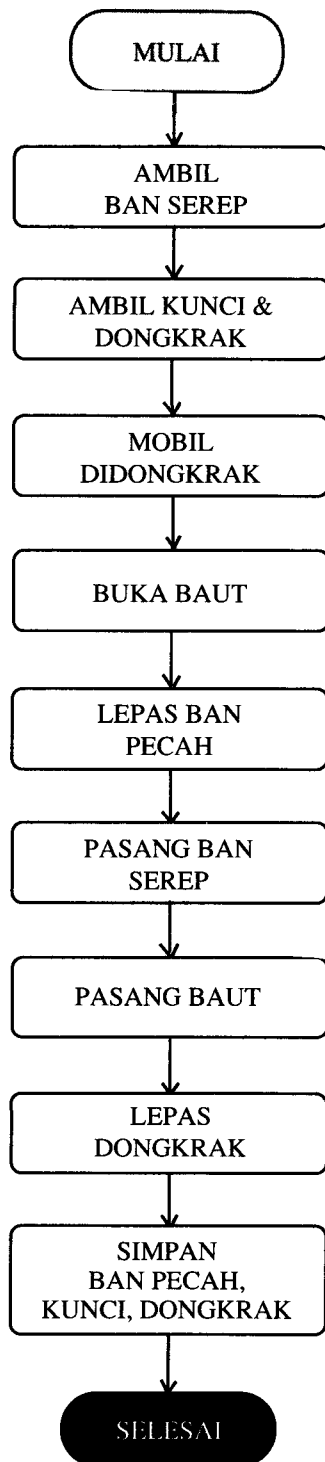 MULAI
AMBIL
BAN SEREP
AMBIL KUNCI &
DONGKRAK
MOBIL
DIDONGKRAK
BUKA BAUT
LEPAS BAN
PECAH
PASANG BAN
SEREP
PASANG BAUT
LEPAS
DONGKRAK
SIMPAN
BAN PECAH,
KUNCI, DONGKRAK
SELESAI